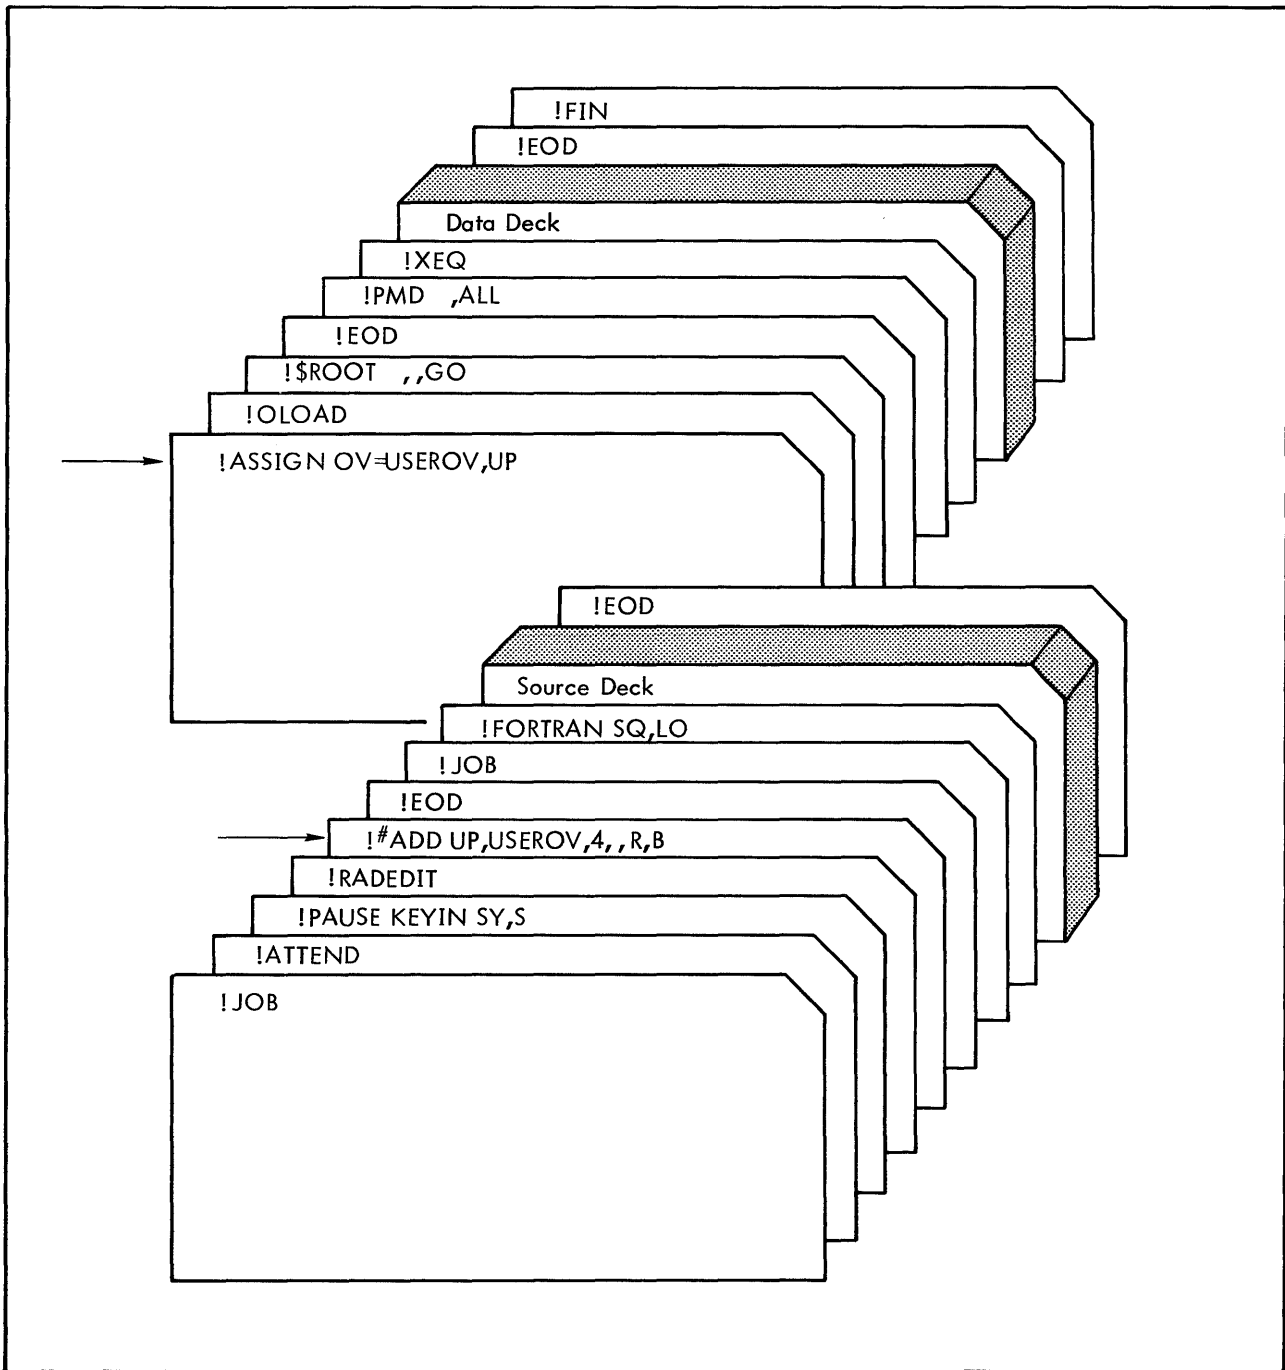 !FIN
!EOD
Data Deck
!XEQ
!PMD ,ALL
!EOD
!$ROOT ,,GO
!OLOAD
!ASSIGN OV=USEROV,UP
!EOD
Source Deck
!FORTRAN SQ,LO
!JOB
!EOD
!#ADD UP,USEROV,4,,R,B
!RADEDIT
!PAUSE KEYIN SY,S
!ATTEND
!JOB